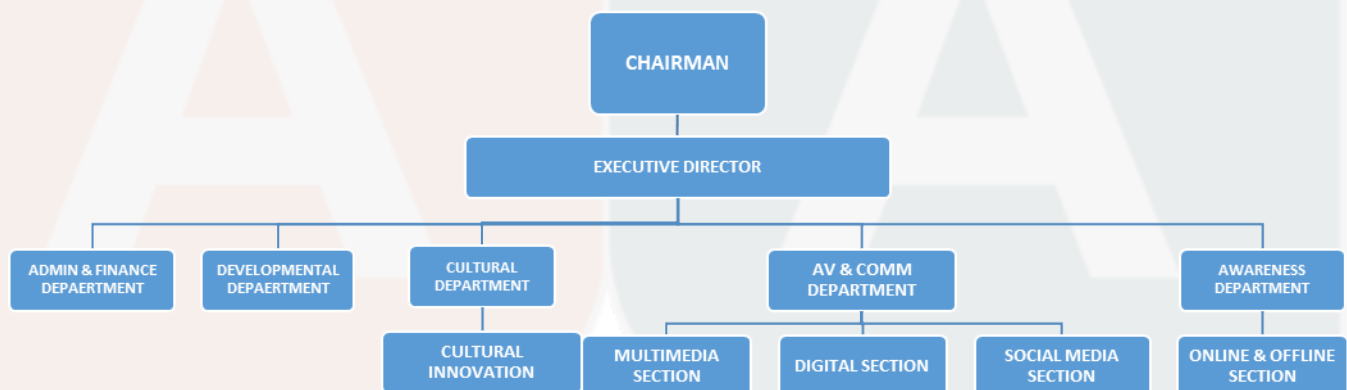 CHAIRMAN
EXECUTIVE DIRECTOR
ADMIN & FINANCE
DEPAERTMENT
DEVELOPMENTAL
DEPAERTMENT
CULTURAL
DEPARTMENT
AV & COMM
DEPARTMENT
AWARENESS
DEPARTMENT
CULTURAL
INNOVATION
MULTIMEDIA
SECTION
DIGITAL SECTION
SOCIAL MEDIA
SECTION
ONLINE & OFFLINE
SECTION